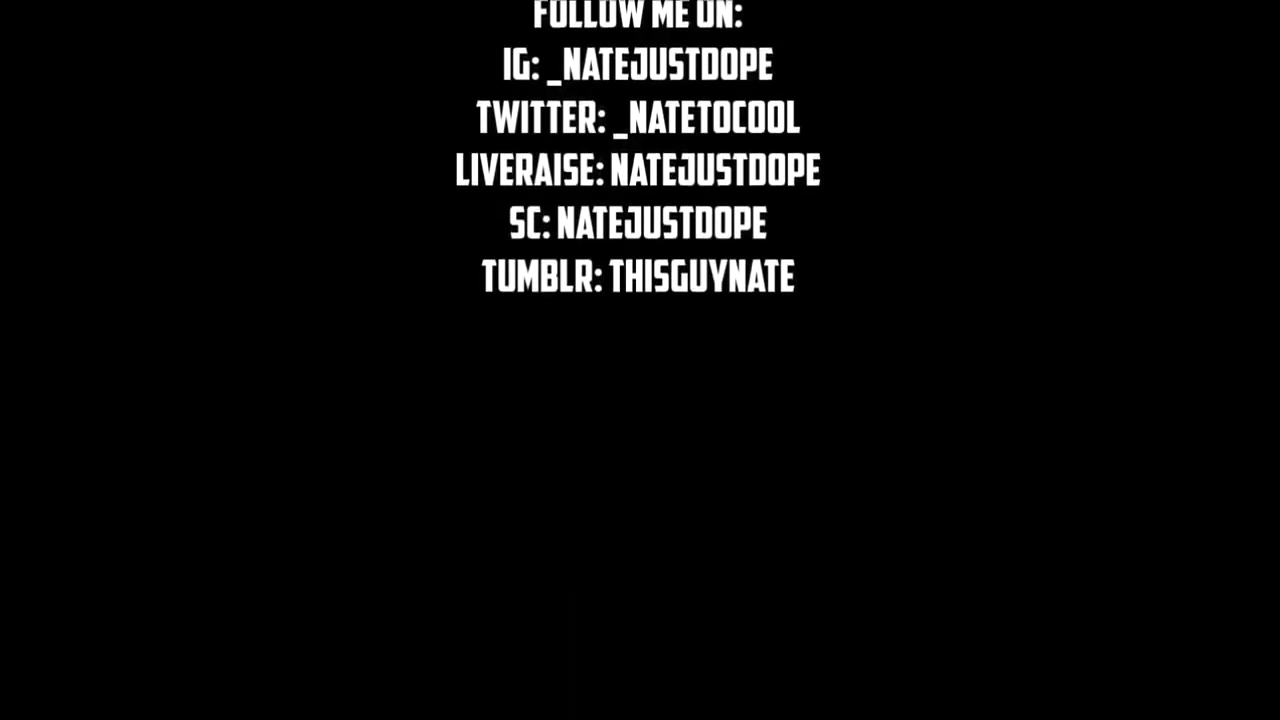 FOLLOW ME ON:
IG: _NATEJUSTDOPE
TWITTER: _NATETOCOOL
LIVERAISE: NATEJUSTDOPE
SC: NATEJUSTDOPE
TUMBLR: THISGUYNATE